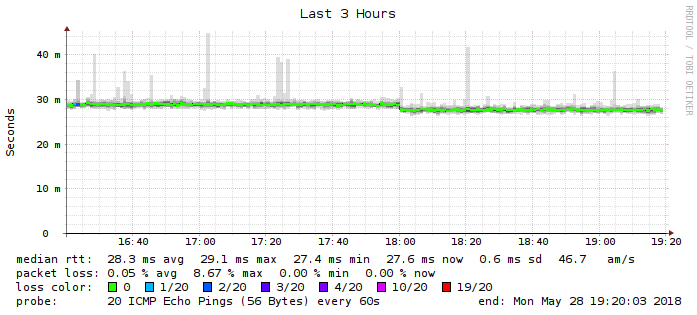 Last 3 Hours
RRDTOOL / TOBI OETIKER
Seconds
40 m
30 m
20 m
10 m
0
16:40 17:00 17:20 17:40 18:00 18:20 18:40 19:00 19:20
median rtt: 28.3 ms avg 29.1 ms max 27.4 ms min 27.6 ms now 0.6 ms sd 46.7 am/s
packet loss: 0.05 % avg 8.67 % max 0.00 % min 0.00 % now
loss color: 0 1/20 2/20 3/20 4/20 10/20 19/20
probe: 20 ICMP Echo Pings (56 Bytes) every 60s end: Mon May 28 19:20:03 2018